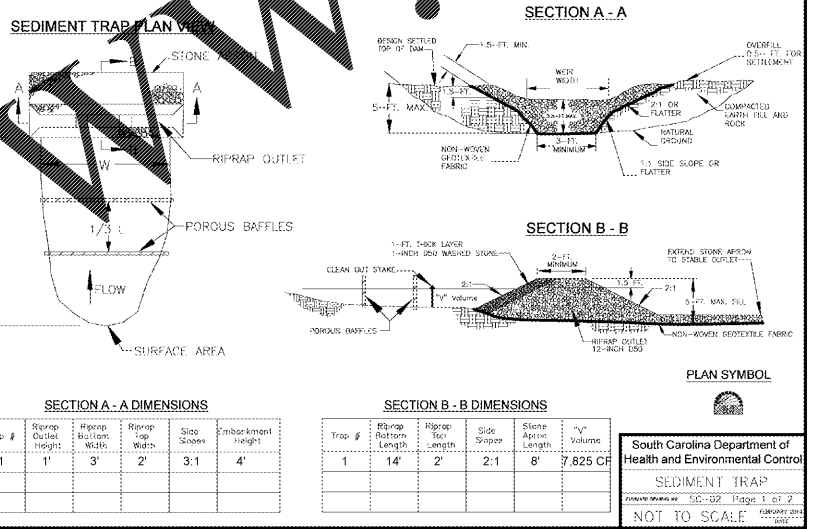 SEDIMENT TRAP PLAN VIEW
STONE APRON
B
A
A
RIPRAP OUTLET
W
POROUS BAFFLES
1/3 L
FLOW
SURFACE AREA
SECTION A - A
DESIGN SETTLED
TOP OF DAM
1.5-FT. MIN.
OVERFILL
0.5-FT. FOR
SETTLEMENT
WEIR
WIDTH
1.5-FT.
5-FT. MAX.
2:1 OR
FLATTER
COMPACTED
EARTH FILL AND
ROCK
3-FT.
MINIMUM
NATURAL
GROUND
NON-WOVEN
GEOTEXTILE
FABRIC
SIDE SLOPE OR
FLATTER
SECTION B - B
1-FT. THICK LAYER
1-INCH D50 WASHED STONE
2-FT.
MINIMUM
EXTEND STONE APRON
TO STABLE OUTLET
CLEAN OUT STAKE
2:1
1.5 FT.
2:1
"V" Volume
5-FT. MAX. FILL
POROUS BAFFLES
RIPRAP OUTLET
12-INCH D50
NON-WOVEN GEOTEXTILE FABRIC
PLAN SYMBOL
SECTION A - A DIMENSIONS
p # Riprap Outlet Height Riprap Bottom Width Riprap Top Width Side Slopes Embankment Height
1 1' 3' 2' 3:1 4'
SECTION B - B DIMENSIONS
Trap # Riprap Bottom Length Riprap Top Length Side Slopes Stone Apron Length "V" Volume
1 14' 2' 2:1 8' 7,825 CF
South Carolina Department of
Health and Environmental Control
SEDIMENT TRAP
SC-02 Page 1 of 2
NOT TO SCALE FEBRUARY
DATE